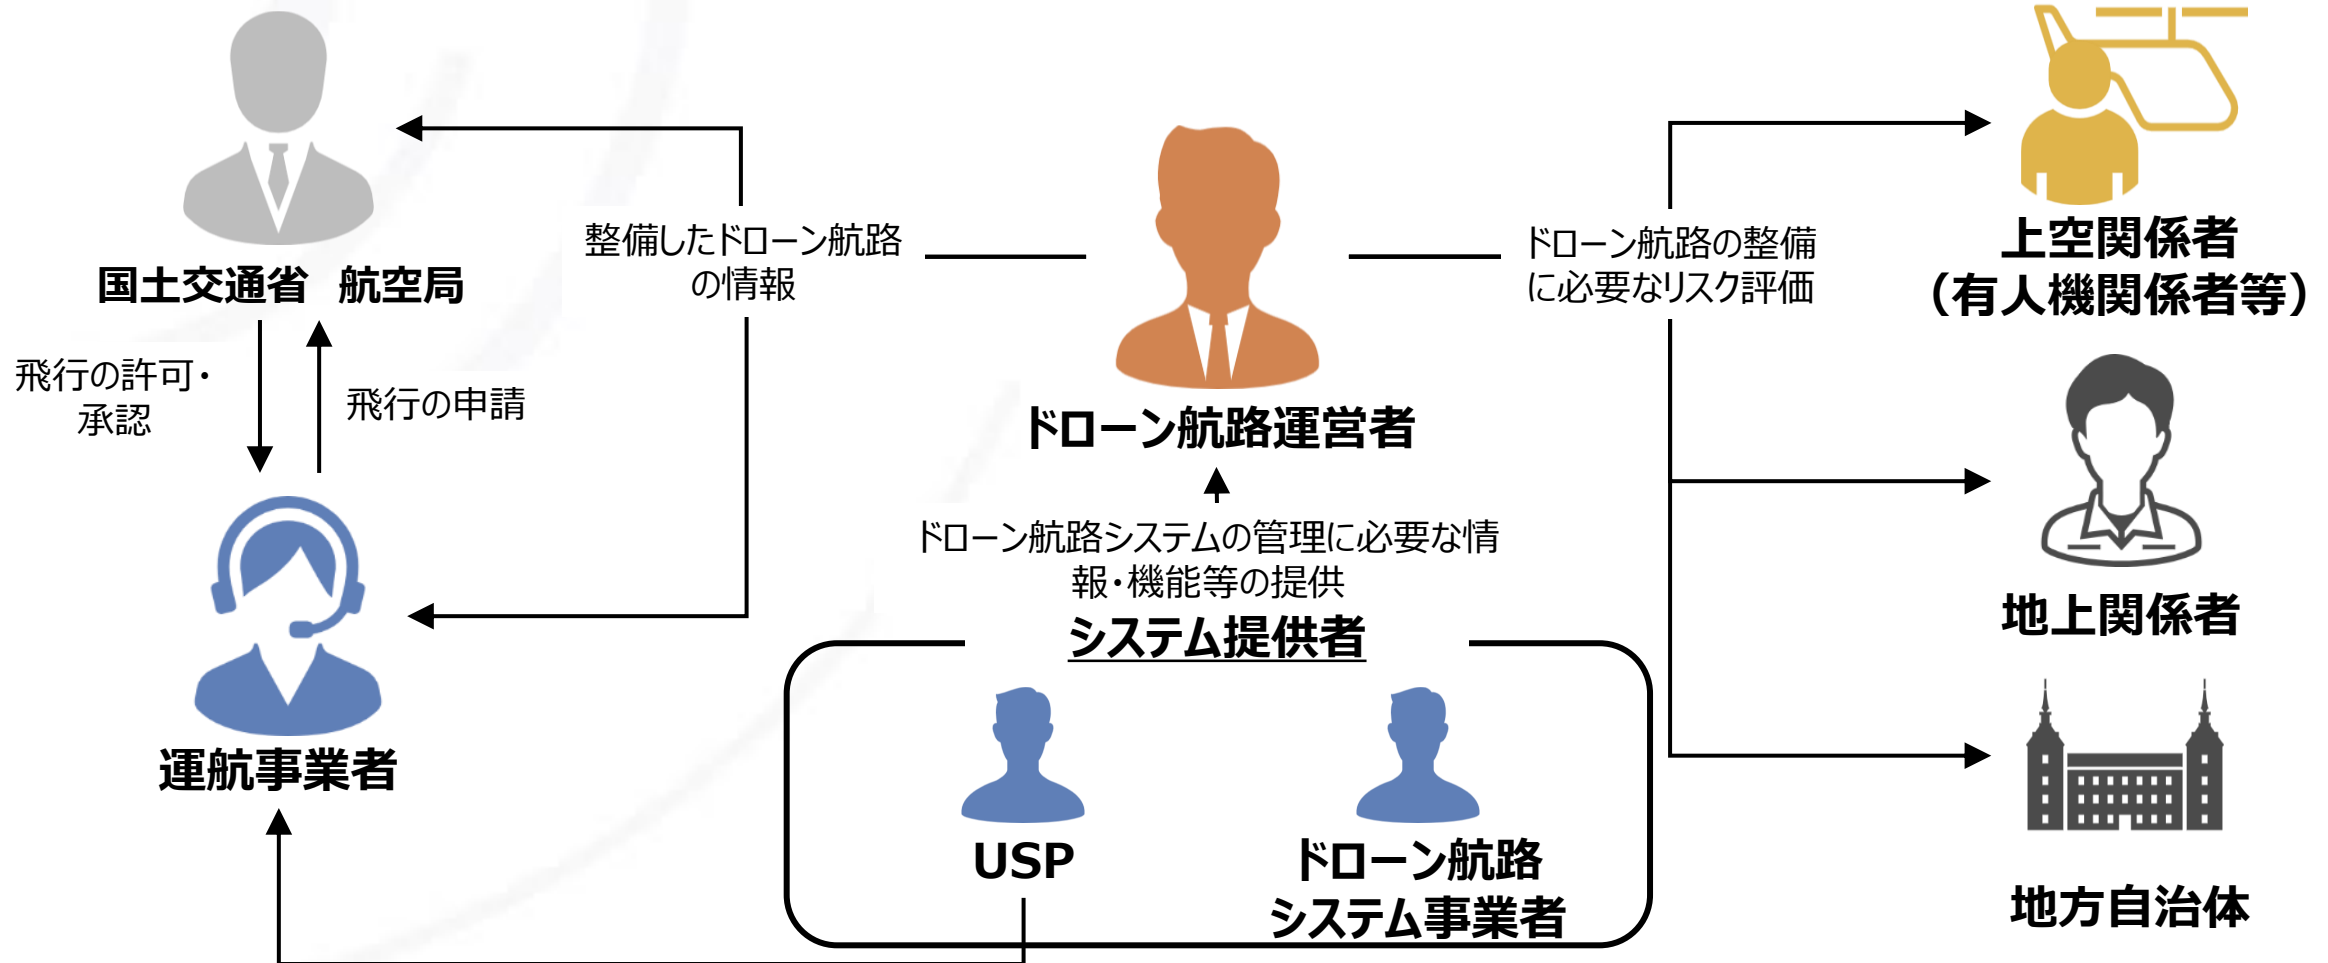 国土交通省 航空局
飛行の許可・
承認
飛行の申請
運航事業者
整備したドローン航路
の情報
ドローン航路運営者
ドローン航路システムの管理に必要な情
報・機能等の提供
システム提供者
USP
ドローン航路
システム事業者
ドローン航路の整備
に必要なリスク評価
上空関係者
（有人機関係者等）
地上関係者
地方自治体